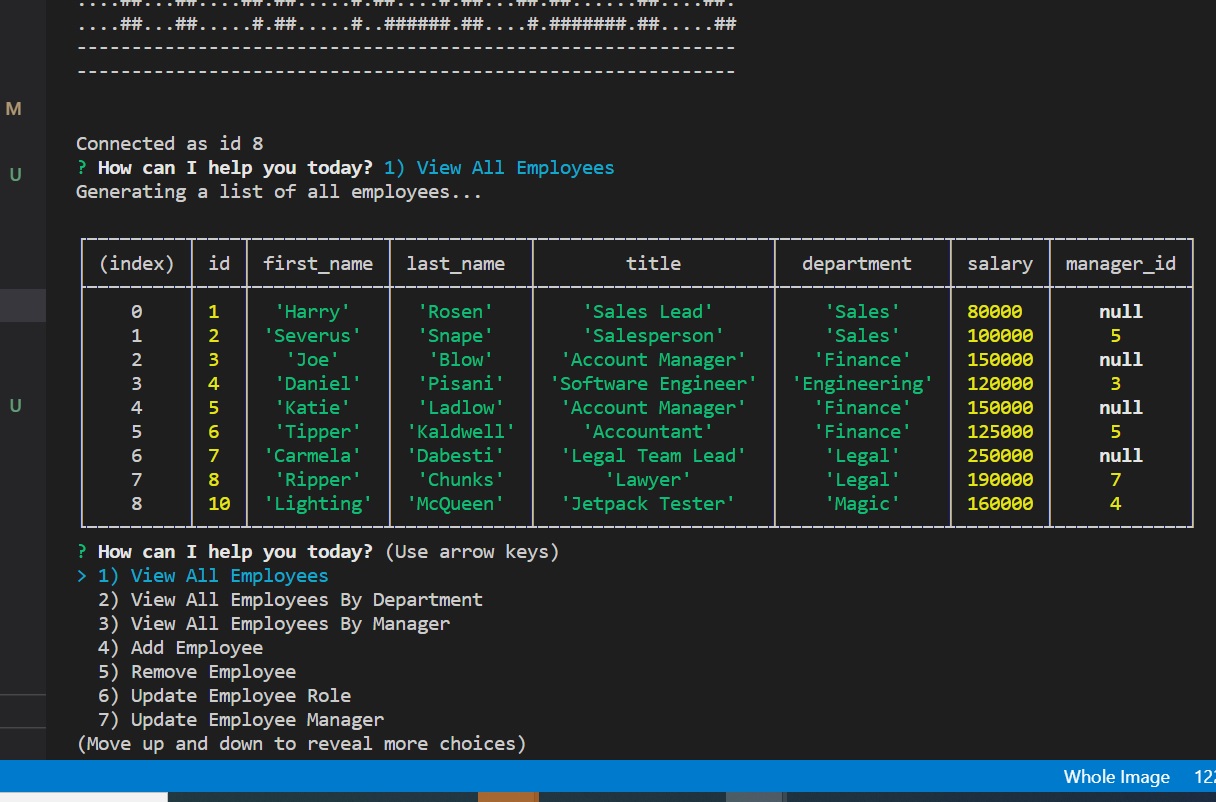 ....##...##.....#.##.....#..######.##....#.#######.##.....##
------------------------------------------------------------
------------------------------------------------------------
M
Connected as id 8
? How can I help you today? 1) View All Employees
U
Generating a list of all employees...
(index) id first_name last_name title department salary manager_id
0 1 'Harry' 'Rosen' 'Sales Lead' 'Sales' 80000 null
1 2 'Severus' 'Snape' 'Salesperson' 'Sales' 100000 5
2 3 'Joe' 'Blow' 'Account Manager' 'Finance' 150000 null
3 4 'Daniel' 'Pisani' 'Software Engineer' 'Engineering' 120000 3
4 5 'Katie' 'Ladlow' 'Account Manager' 'Finance' 150000 null
U
5 6 'Tipper' 'Kaldwell' 'Accountant' 'Finance' 125000 5
6 7 'Carmela' 'Dabesti' 'Legal Team Lead' 'Legal' 250000 null
7 8 'Ripper' 'Chunks' 'Lawyer' 'Legal' 190000 7
8 10 'Lighting' 'McQueen' 'Jetpack Tester' 'Magic' 160000 4
? How can I help you today? (Use arrow keys)
> 1) View All Employees
2) View All Employees By Department
3) View All Employees By Manager
4) Add Employee
5) Remove Employee
6) Update Employee Role
7) Update Employee Manager
(Move up and down to reveal more choices)
Whole Image